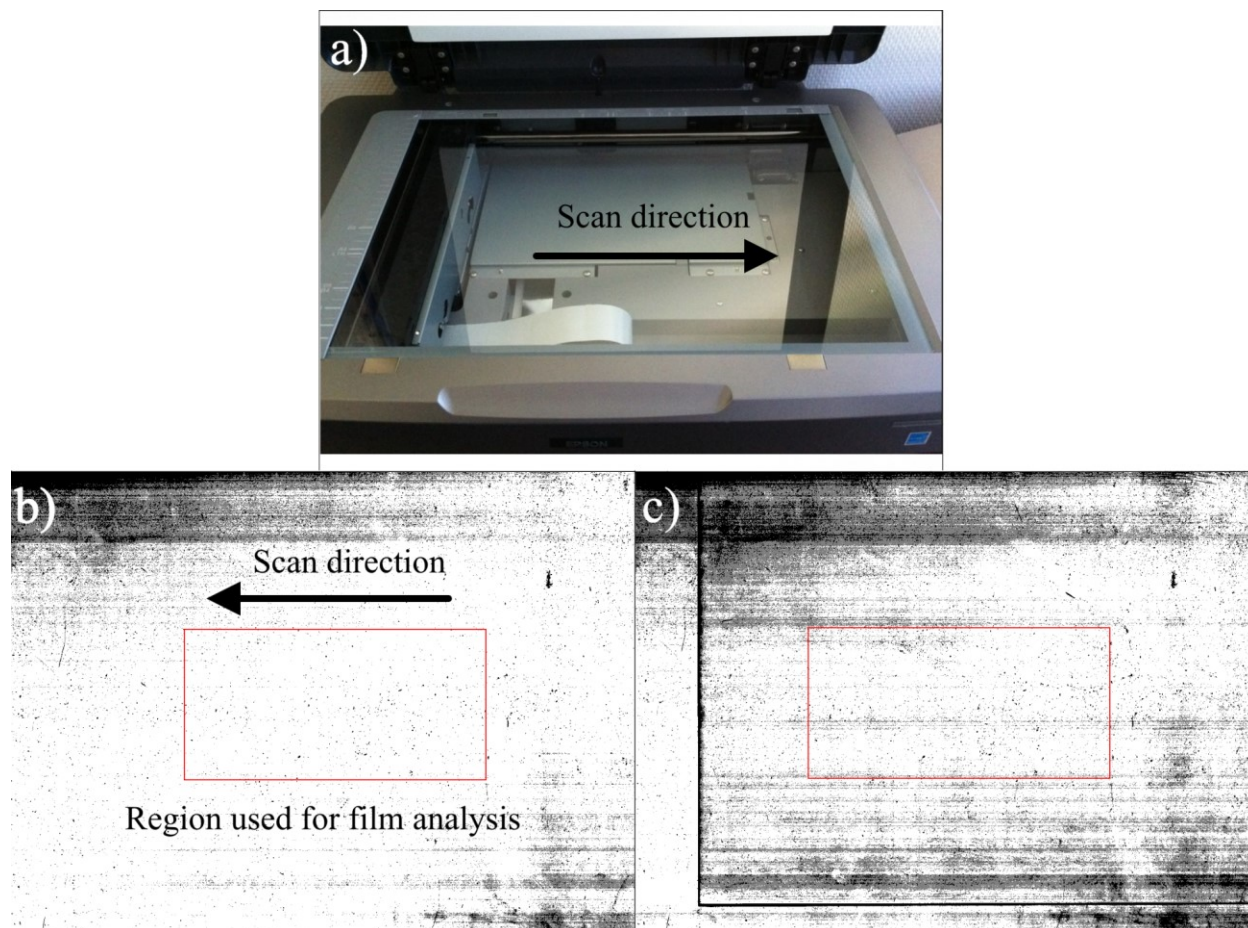 a)
Scan direction
EPSON
b)
Scan direction
Region used for film analysis
c)